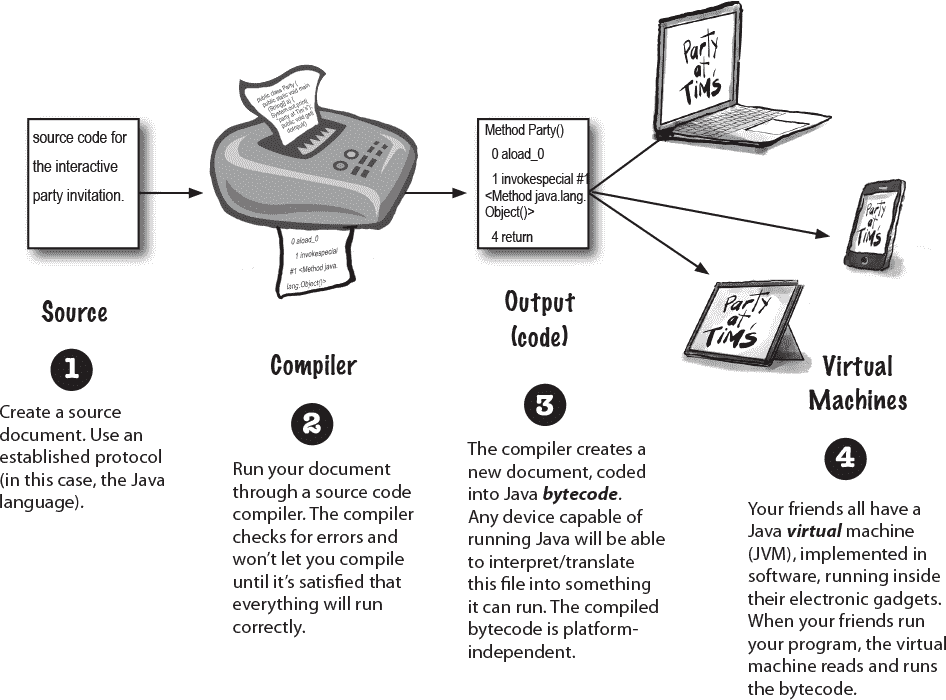 source code for
the interactive
party invitation.
Source
1
Create a source
document. Use an
established protocol
(in this case, the Java
language).
public class Party {
public static void main
(String[] a) {
System.out.print(
"party at Tim's");
public void go()
0 aload_0
1 invokespecial
#1 <Method java.
lang.Object()>
Compiler
2
Run your document
through a source code
compiler. The compiler
checks for errors and
won’t let you compile
until it’s satisfied that
everything will run
correctly.
Method Party()
0 aload_0
1 invokespecial #1
<Method java.lang.
Object()>
4 return
Output
(code)
3
The compiler creates a
new document, coded
into Java bytecode.
Any device capable of
running Java will be able
to interpret/translate
this file into something
it can run. The compiled
bytecode is platform-
independent.
Party
at
Tim's
Party
at
Tim's
Party
at
Tim's
Virtual
Machines
4
Your friends all have a
Java virtual machine
(JVM), implemented in
software, running inside
their electronic gadgets.
When your friends run
your program, the virtual
machine reads and runs
the bytecode.